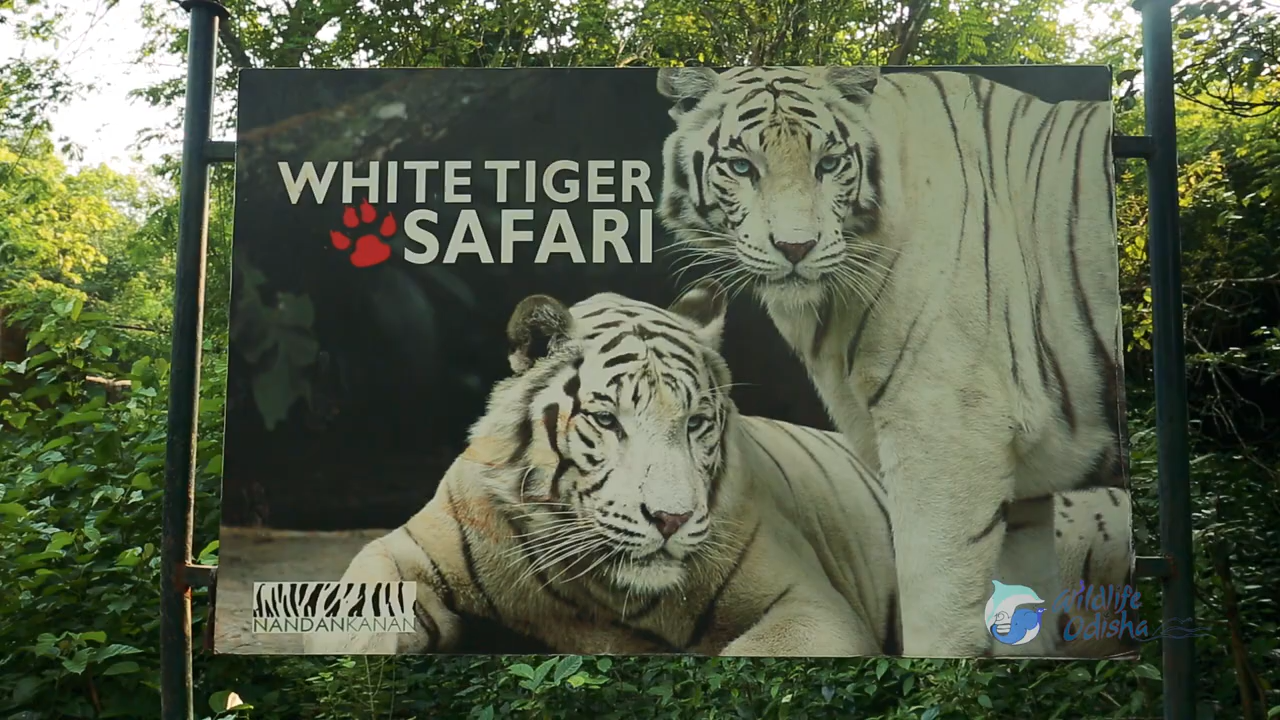 WHITE TIGER
SAFARI
NANDANKANAN
Wildlife
Odisha